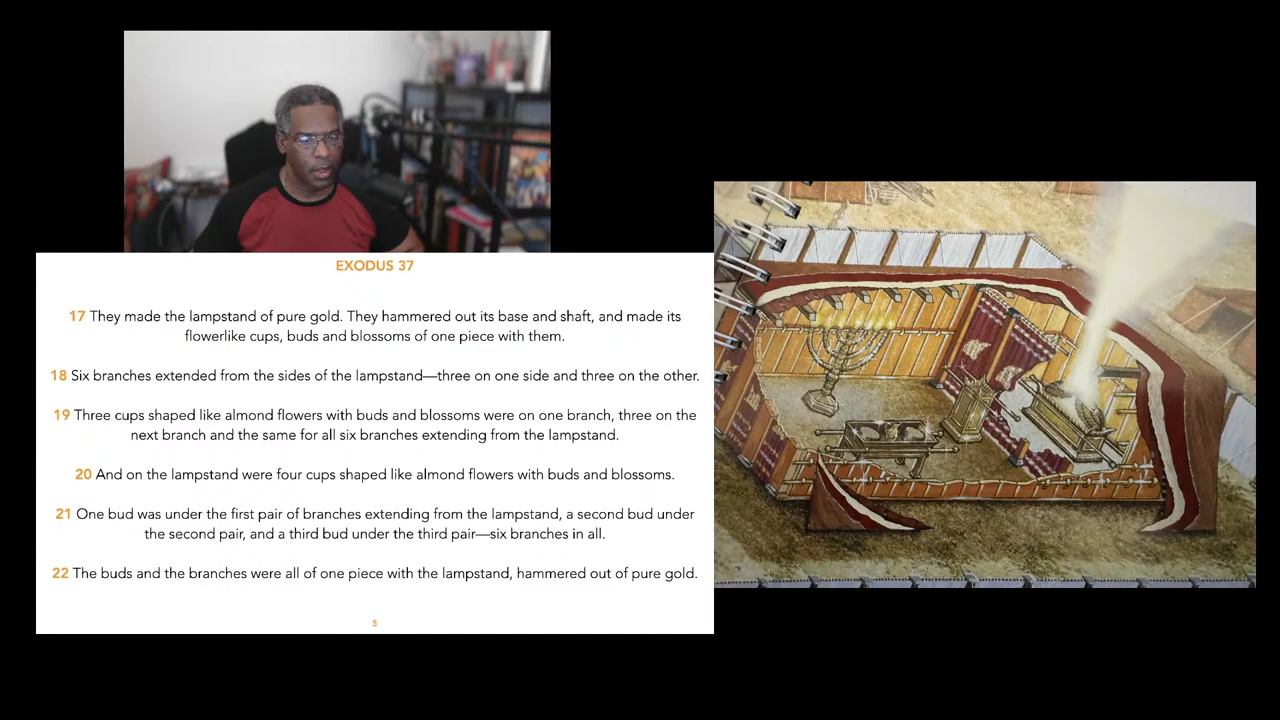 EXODUS 37
17 They made the lampstand of pure gold. They hammered out its base and shaft, and made its
flowerlike cups, buds and blossoms of one piece with them.
18 Six branches extended from the sides of the lampstand—three on one side and three on the other.
19 Three cups shaped like almond flowers with buds and blossoms were on one branch, three on the
next branch and the same for all six branches extending from the lampstand.
20 And on the lampstand were four cups shaped like almond flowers with buds and blossoms.
21 One bud was under the first pair of branches extending from the lampstand, a second bud under
the second pair, and a third bud under the third pair—six branches in all.
22 The buds and the branches were all of one piece with the lampstand, hammered out of pure gold.
5